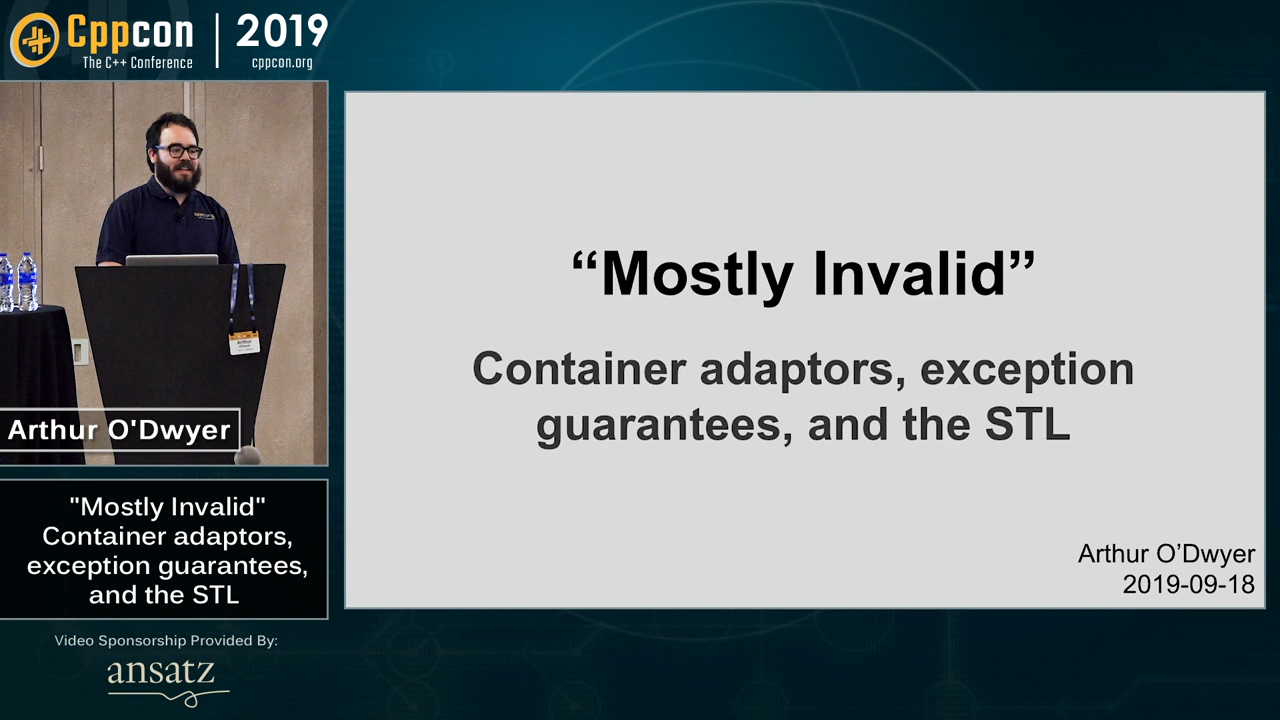 Cppcon
The C++ Conference
2019
cppcon.org
Arthur
Arthur O'Dwyer
"Mostly Invalid"
Container adaptors,
exception guarantees,
and the STL
Video Sponsorship Provided By:
ansatz
“Mostly Invalid”
Container adaptors, exception
guarantees, and the STL
Arthur O’Dwyer
2019-09-18